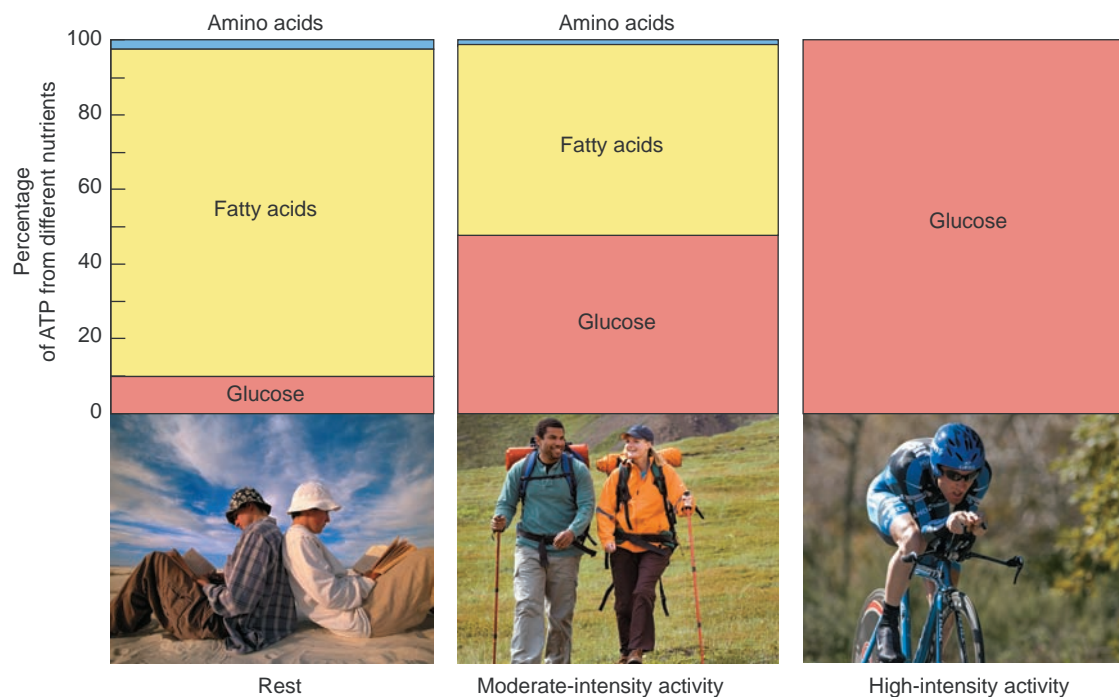 Amino acids
Amino acids
100
80
60
40
20
0
Percentage
of ATP from different nutrients
Fatty acids
Glucose
Fatty acids
Glucose
Glucose
Rest
Moderate-intensity activity
High-intensity activity